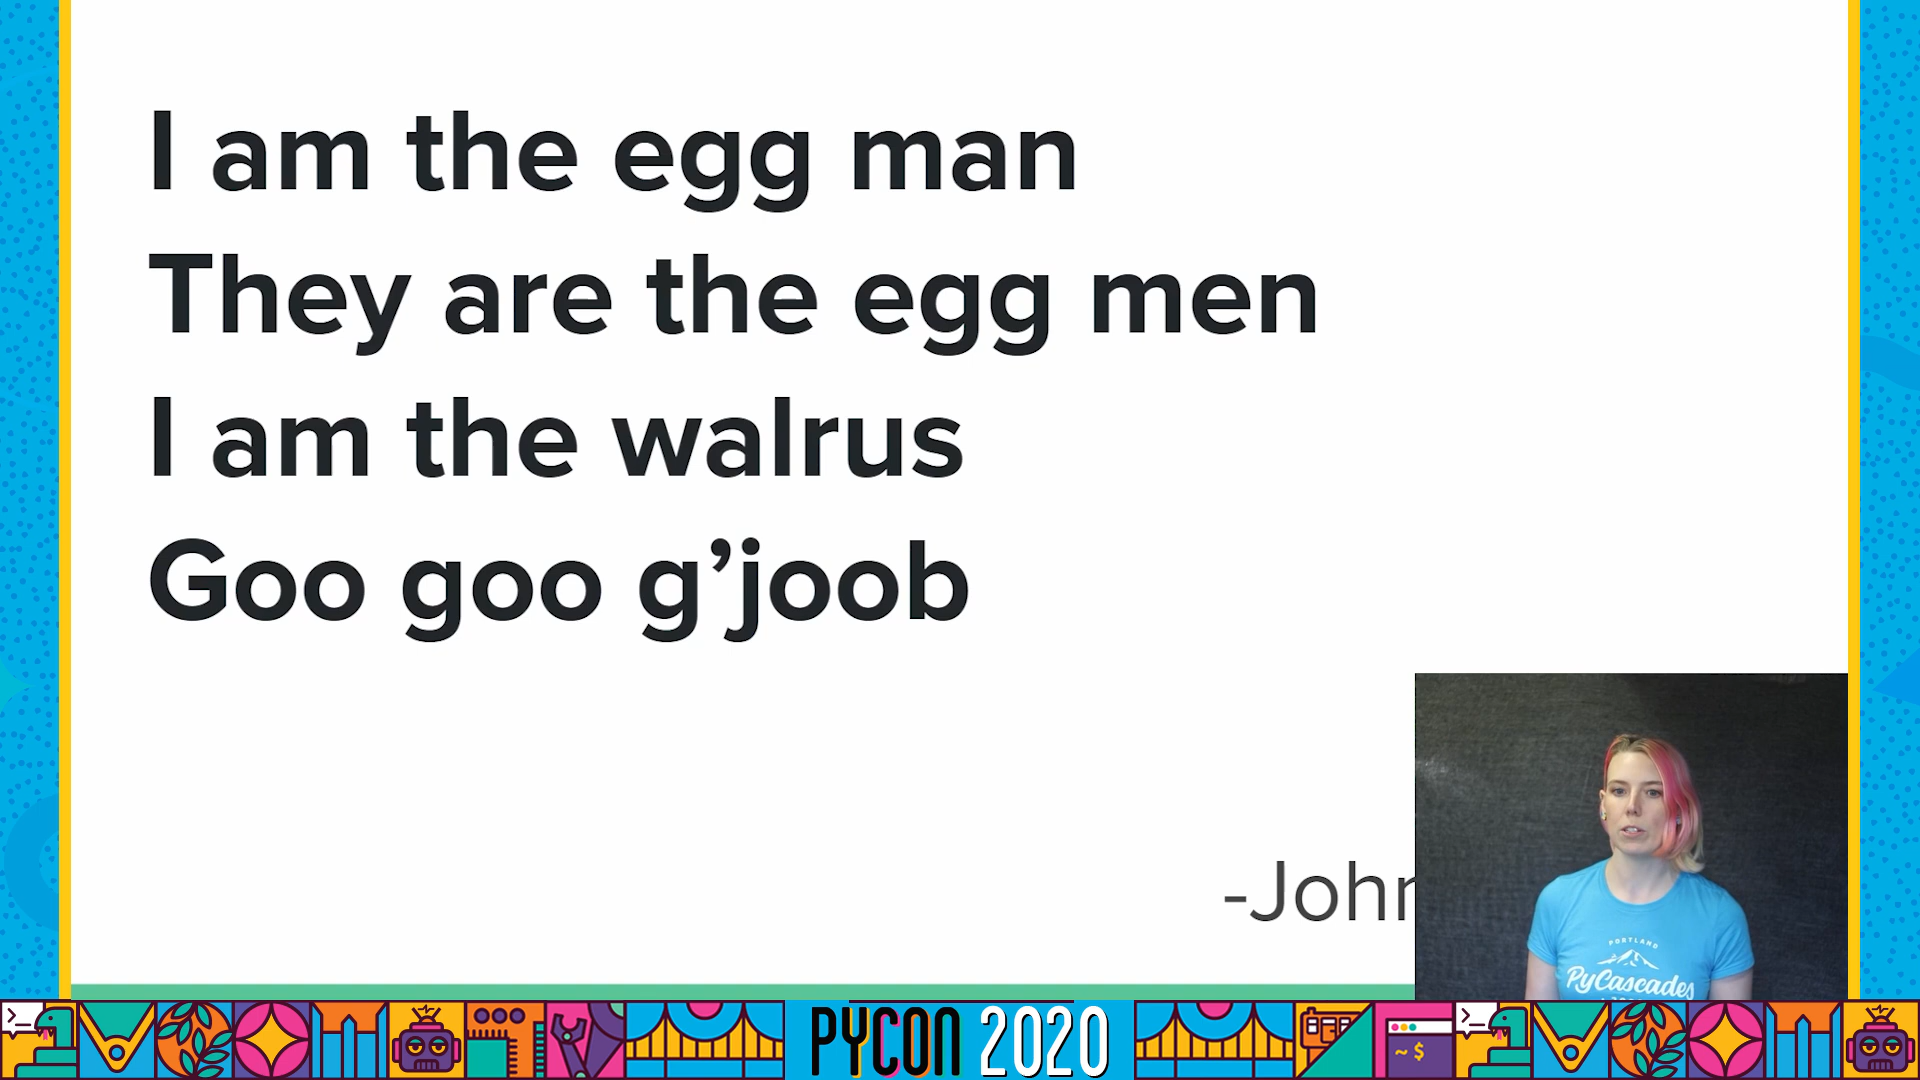 I am the egg man
They are the egg men
I am the walrus
Goo goo g’joob
-John
PORTLAND
PyCascades
~ $
PYCON 2020
~ $